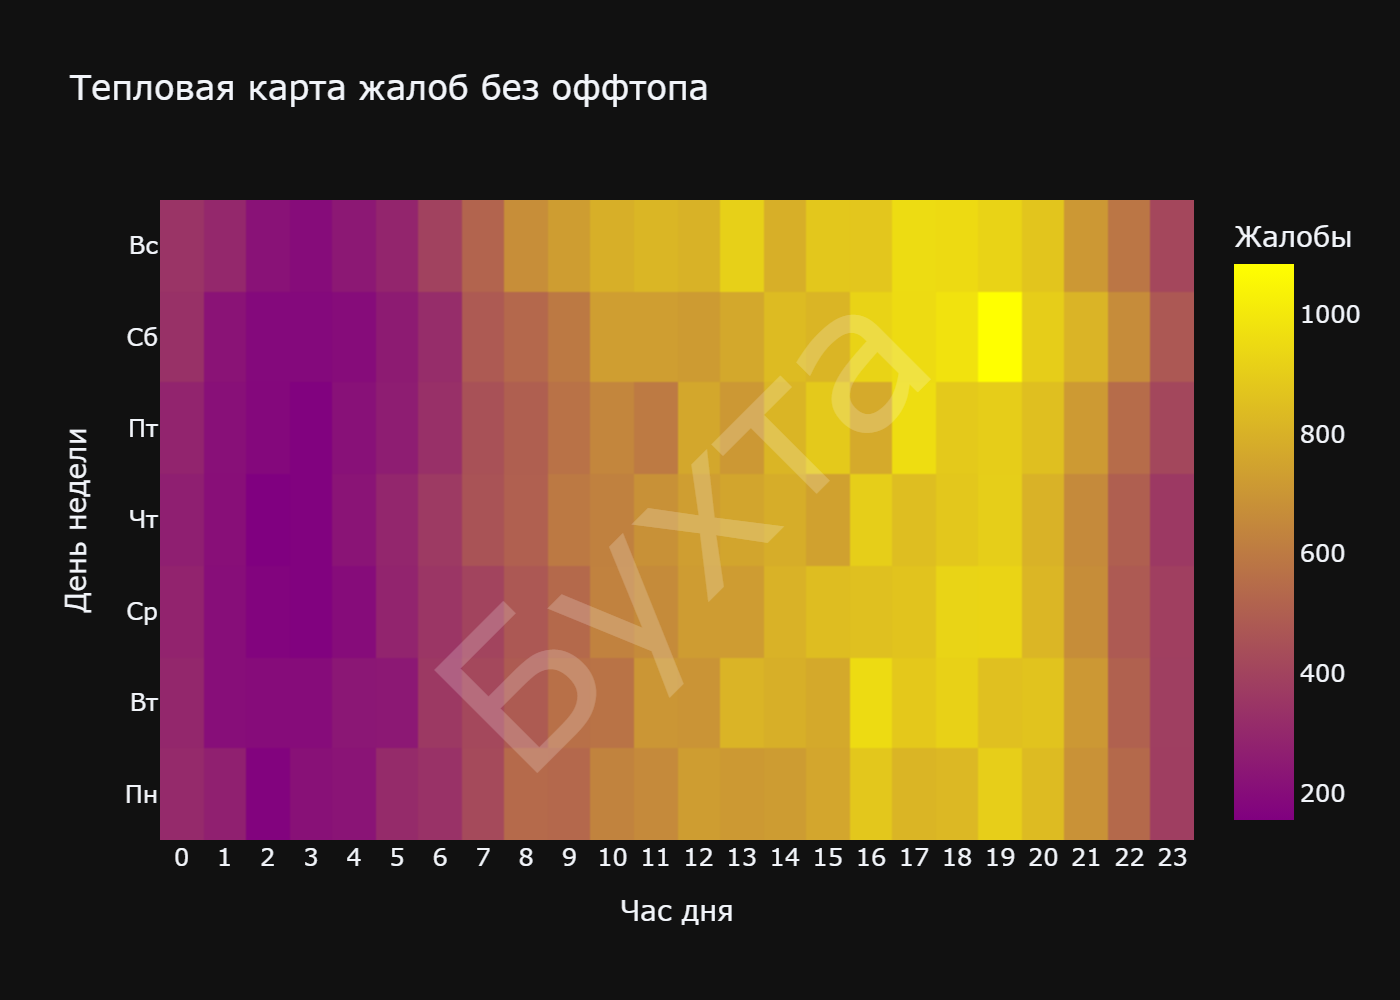 Тепловая карта жалоб без оффтопа
Жалобы
День недели
Вс
Сб
Пт
Чт
Ср
Вт
Пн
0 1 2 3 4 5 6 7 8 9 10 11 12 13 14 15 16 17 18 19 20 21 22 23
Час дня
1000
800
600
400
200
Бухта